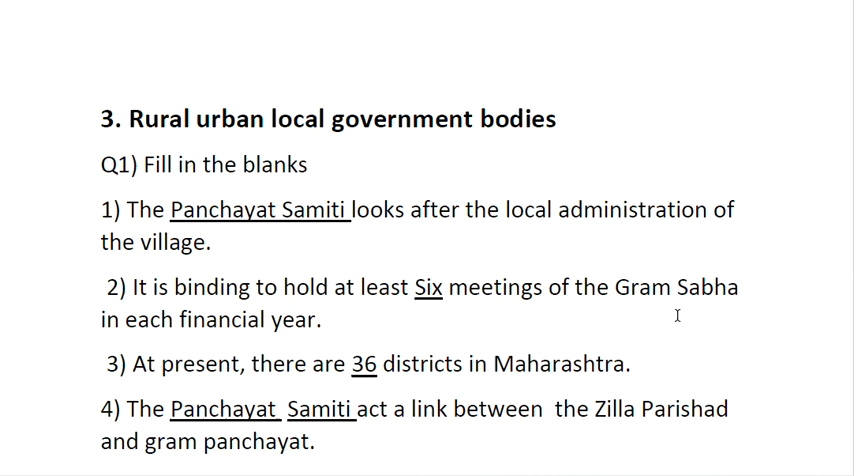 3. Rural urban local government bodies
Q1) Fill in the blanks
1) The Panchayat Samiti looks after the local administration of
the village.
2) It is binding to hold at least Six meetings of the Gram Sabha
in each financial year.
3) At present, there are 36 districts in Maharashtra.
4) The Panchayat Samiti act a link between the Zilla Parishad
and gram panchayat.